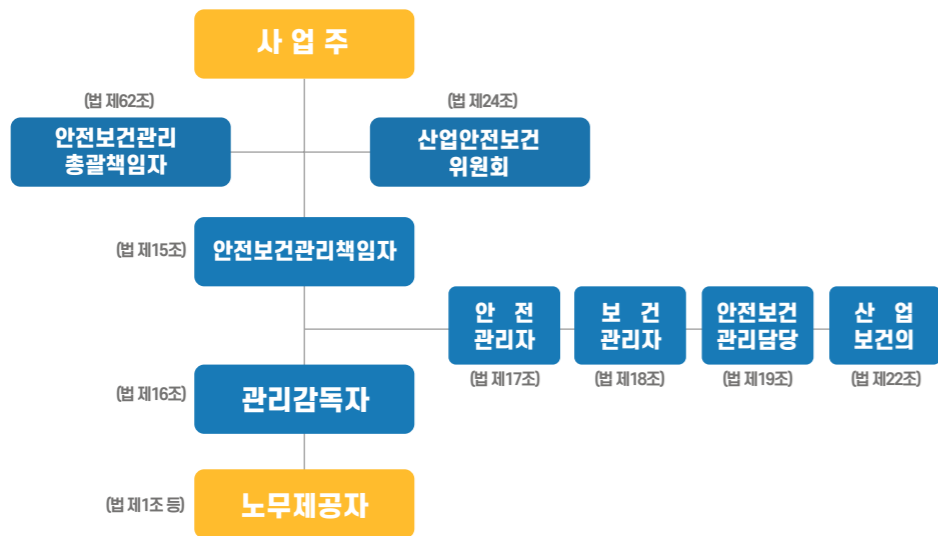 사 업 주
(법 제62조)
안전보건관리
총괄책임자
(법 제24조)
산업안전보건
위원회
(법 제15조)
안전보건관리책임자
안 전
관리자
(법 제17조)
보 건
관리자
(법 제18조)
안전보건
관리담당
(법 제19조)
산 업
보건의
(법 제22조)
(법 제16조)
관리감독자
(법 제1조 등)
노무제공자